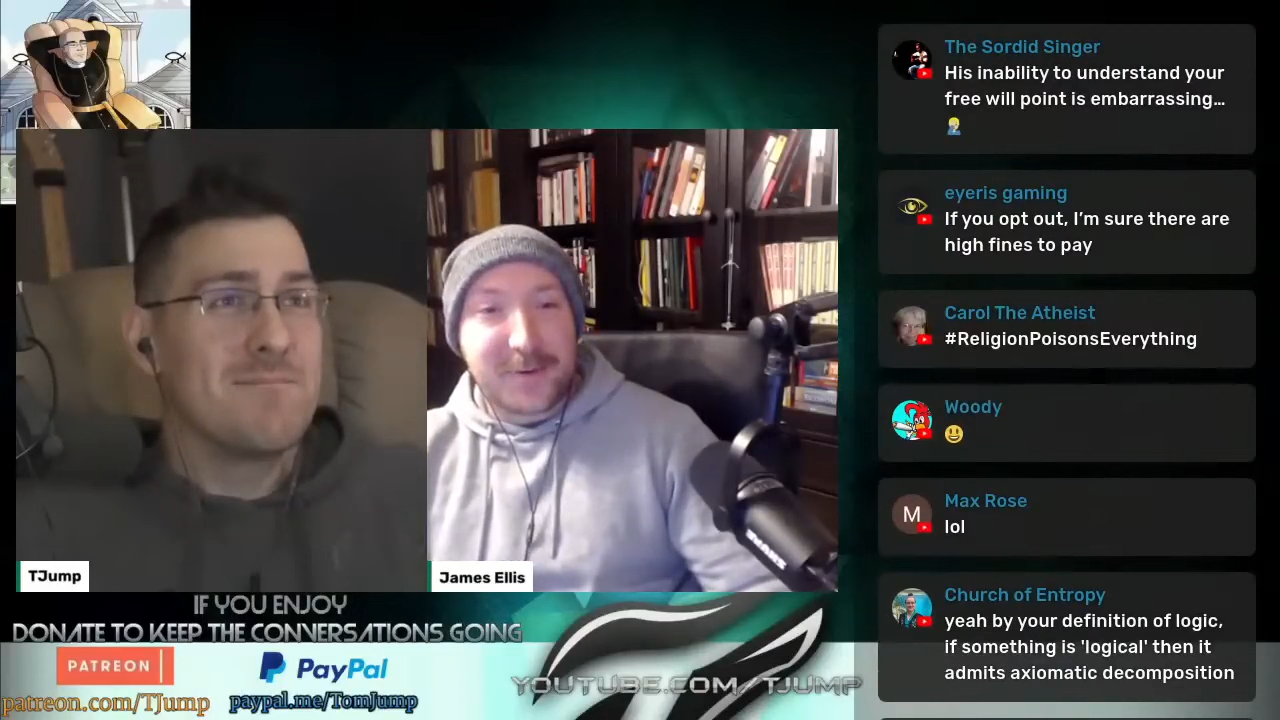 TJump
James Ellis
IF YOU ENJOY
DONATE TO KEEP THE CONVERSATIONS GOING
PATREON
PayPal
patreon.com/TJump
paypal.me/TomJump
YOUTUBE.COM/TJUMP
The Sordid Singer
His inability to understand your
free will point is embarrassing...
🤦
eyeris gaming
If you opt out, I'm sure there are
high fines to pay
Carol The Atheist
#ReligionPoisonsEverything
Woody
😃
M
Max Rose
lol
Church of Entropy
yeah by your definition of logic,
if something is 'logical' then it
admits axiomatic decomposition